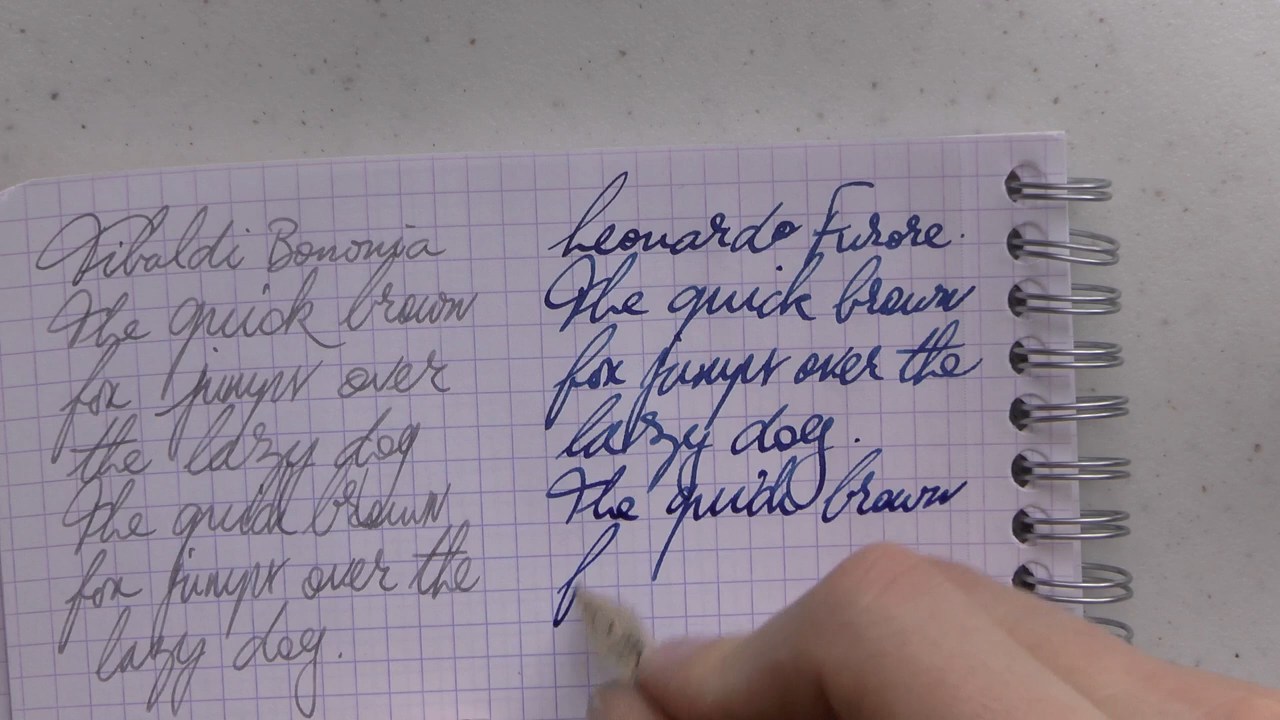 Tibaldi Bononia
The quick brown
fox jumps over
the lazy dog
The quick brown
fox jumps over the
lazy dog.
Leonardo Furore.
The quick brown
fox jumps over the
lazy dog.
The quick brown
f